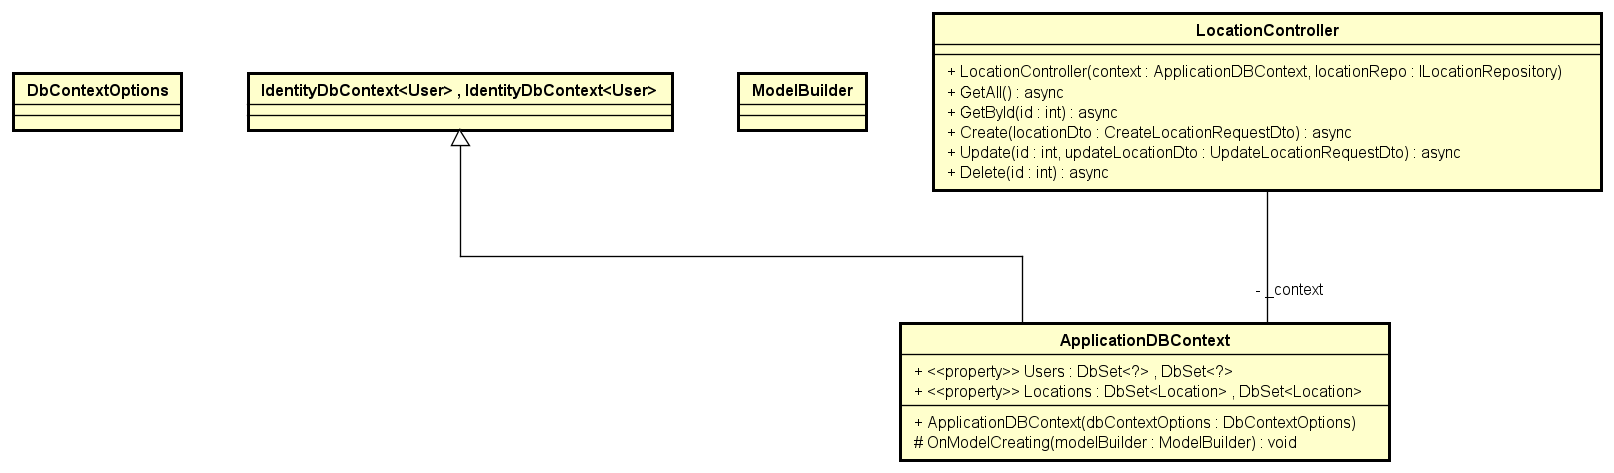 DbContextOptions
IdentityDbContext<User> , IdentityDbContext<User>
ModelBuilder
LocationController
+ LocationController(context : ApplicationDBContext, locationRepo : ILocationRepository)
+ GetAll() : async
+ GetById(id : int) : async
+ Create(locationDto : CreateLocationRequestDto) : async
+ Update(id : int, updateLocationDto : UpdateLocationRequestDto) : async
+ Delete(id : int) : async
- _context
ApplicationDBContext
+ <<property>> Users : DbSet<?> , DbSet<?>
+ <<property>> Locations : DbSet<Location> , DbSet<Location>
+ ApplicationDBContext(dbContextOptions : DbContextOptions)
# OnModelCreating(modelBuilder : ModelBuilder) : void